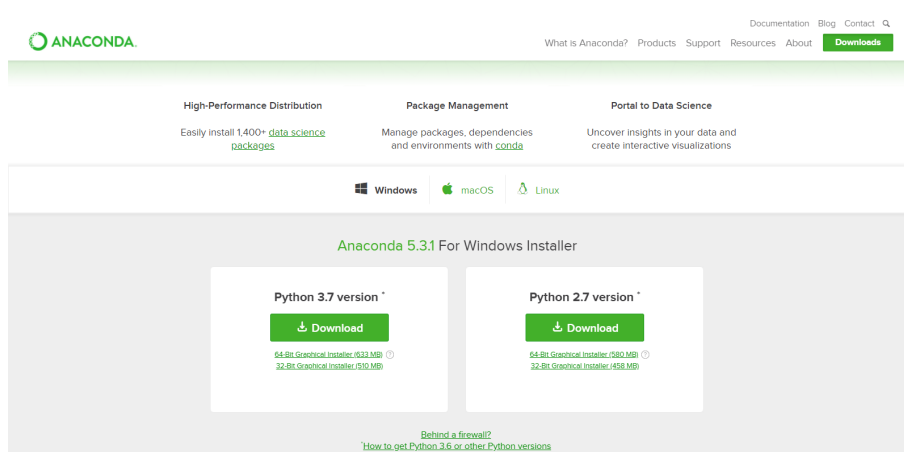 Documentation Blog Contact
ANACONDA.
What is Anaconda? Products Support Resources About Downloads
High-Performance Distribution
Easily install 1,400+ data science
packages
Package Management
Manage packages, dependencies
and environments with conda
Portal to Data Science
Uncover insights in your data and
create interactive visualizations
Windows macOS Linux
Anaconda 5.3.1 For Windows Installer
Python 3.7 version *
Download
64-Bit Graphical Installer (633 MB) ?
32-Bit Graphical Installer (510 MB)
Python 2.7 version *
Download
64-Bit Graphical Installer (580 MB) ?
32-Bit Graphical Installer (458 MB)
Behind a firewall?
*How to get Python 3.6 or other Python versions